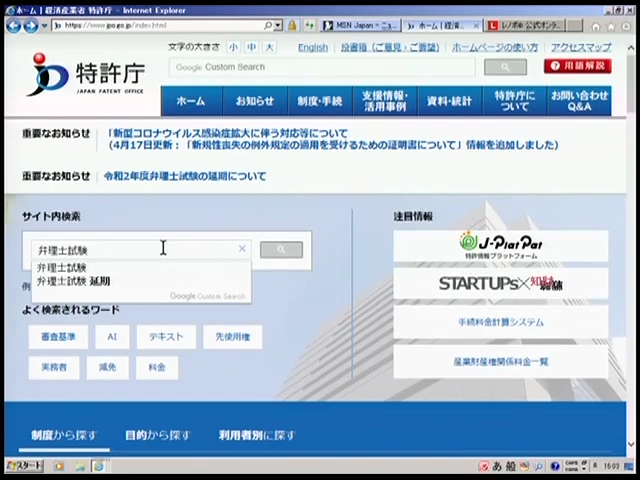 ホーム | 経済産業省 特許庁 - Internet Explorer
https://www.jpo.go.jp/index.html
MSN Japan - ニュ...
ホーム | 経済...
レノボ® 公式オンラ...
文字の大きさ 小 中 大 English 投書箱（ご意見・ご要望） ホームページの使い方 アクセスマップ
JPO 特許庁
JAPAN PATENT OFFICE
Google Custom Search
? 用語解説
ホーム
お知らせ
制度・手続
支援情報・
活用事例
資料・統計
特許庁に
ついて
お問い合わせ
Q&A
重要なお知らせ 「新型コロナウイルス感染症拡大に伴う対応等について
（4月17日更新：「新規性喪失の例外規定の適用を受けるための証明書について」情報を追加しました）
重要なお知らせ 令和2年度弁理士試験の延期について
サイト内検索
弁理士試験
弁理士試験
弁理士試験 延期
Google Custom Search
例
よく検索されるワード
審査基準 AI テキスト 先使用権
実務者 減免 料金
注目情報
J-PlatPat
特許情報プラットフォーム
STARTUPs×知財戦略
手続料金計算システム
産業財産権関係料金一覧
制度から探す 目的から探す 利用者別に探す
スタート
あ 般
CAPS
16:03